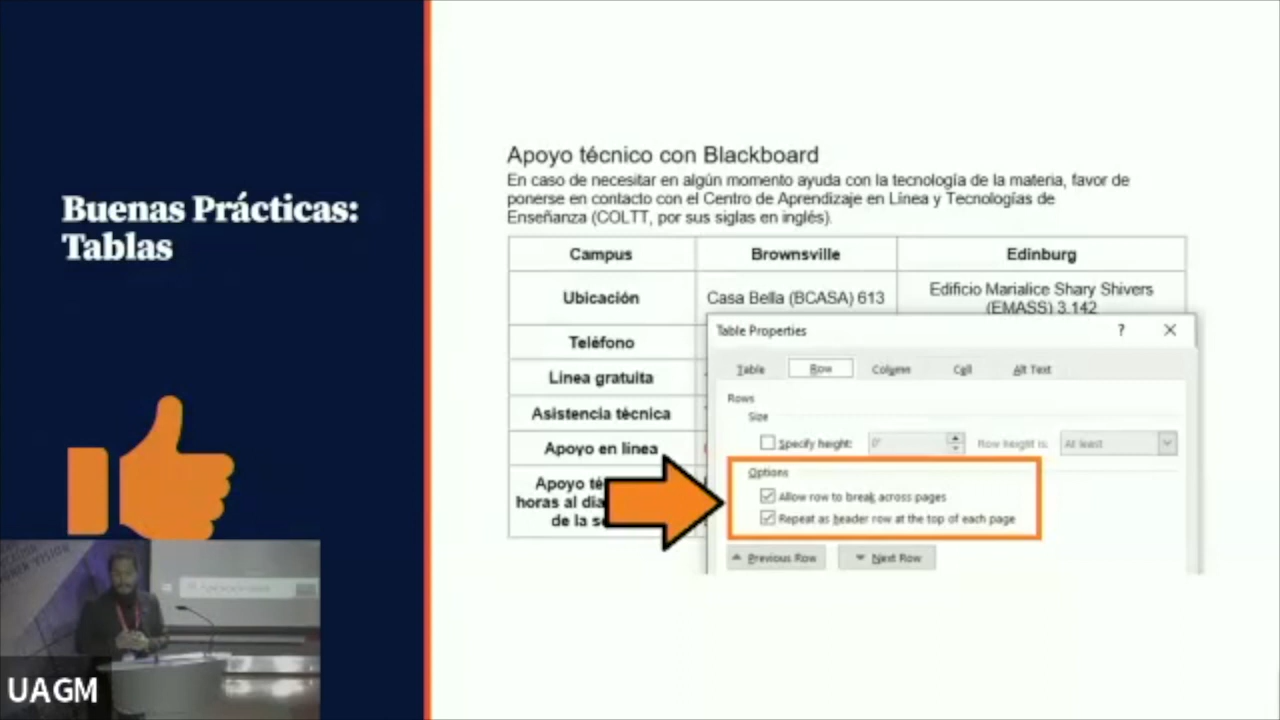 Buenas Prácticas:
Tablas
Apoyo técnico con Blackboard
En caso de necesitar en algún momento ayuda con la tecnología de la materia, favor de
ponerse en contacto con el Centro de Aprendizaje en Línea y Tecnologías de
Enseñanza (COLTT, por sus siglas en inglés).
Campus Brownsville Edinburg
Ubicación Casa Bella (BCASA) 613 Edificio Marialice Shary Shivers
(EMASS) 3.142
Teléfono
Línea gratuita
Asistencia técnica
Apoyo en línea
Apoyo
horas al
de la
Table Properties ? ×
Table Row Column Cell Alt Text
Rows
Size
Specify height: 0" Row height is: At least
Options
Allow row to break across pages
Repeat as header row at the top of each page
Previous Row Next Row
UAGM